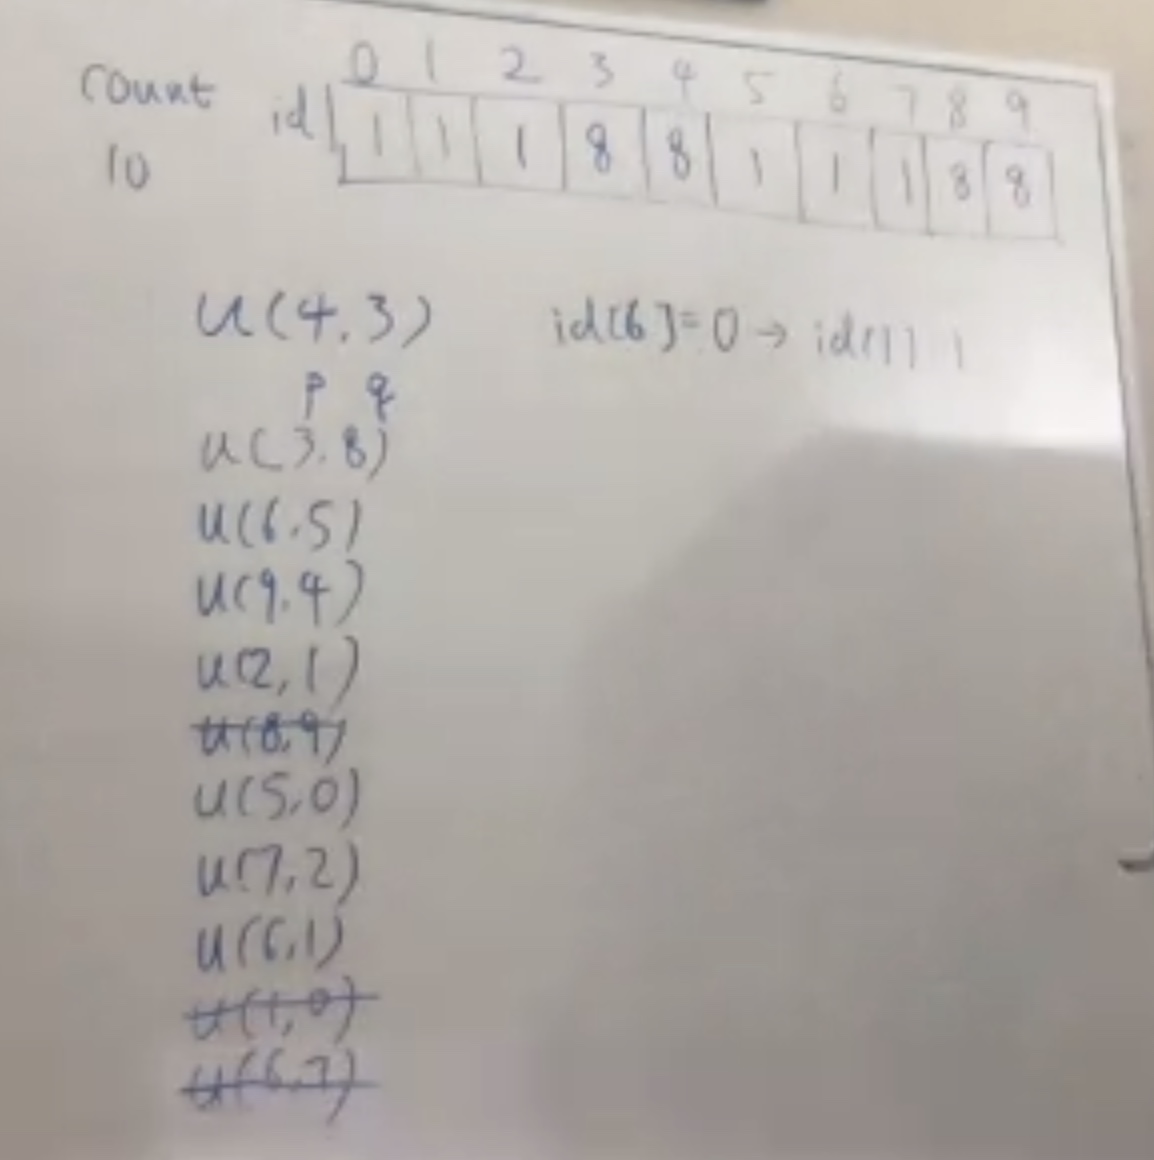 count
10
0 1 2 3 4 5 6 7 8 9
id 1 1 1 8 8 1 1 1 8 8
u(4,3) id[6]=0→ id[1] 1
p q
u(3,8)
u(6,5)
u(9,4)
u(2,1)
u(8,9)
u(5,0)
u(7,2)
u(6,1)
u(1,0)
u(6,7)